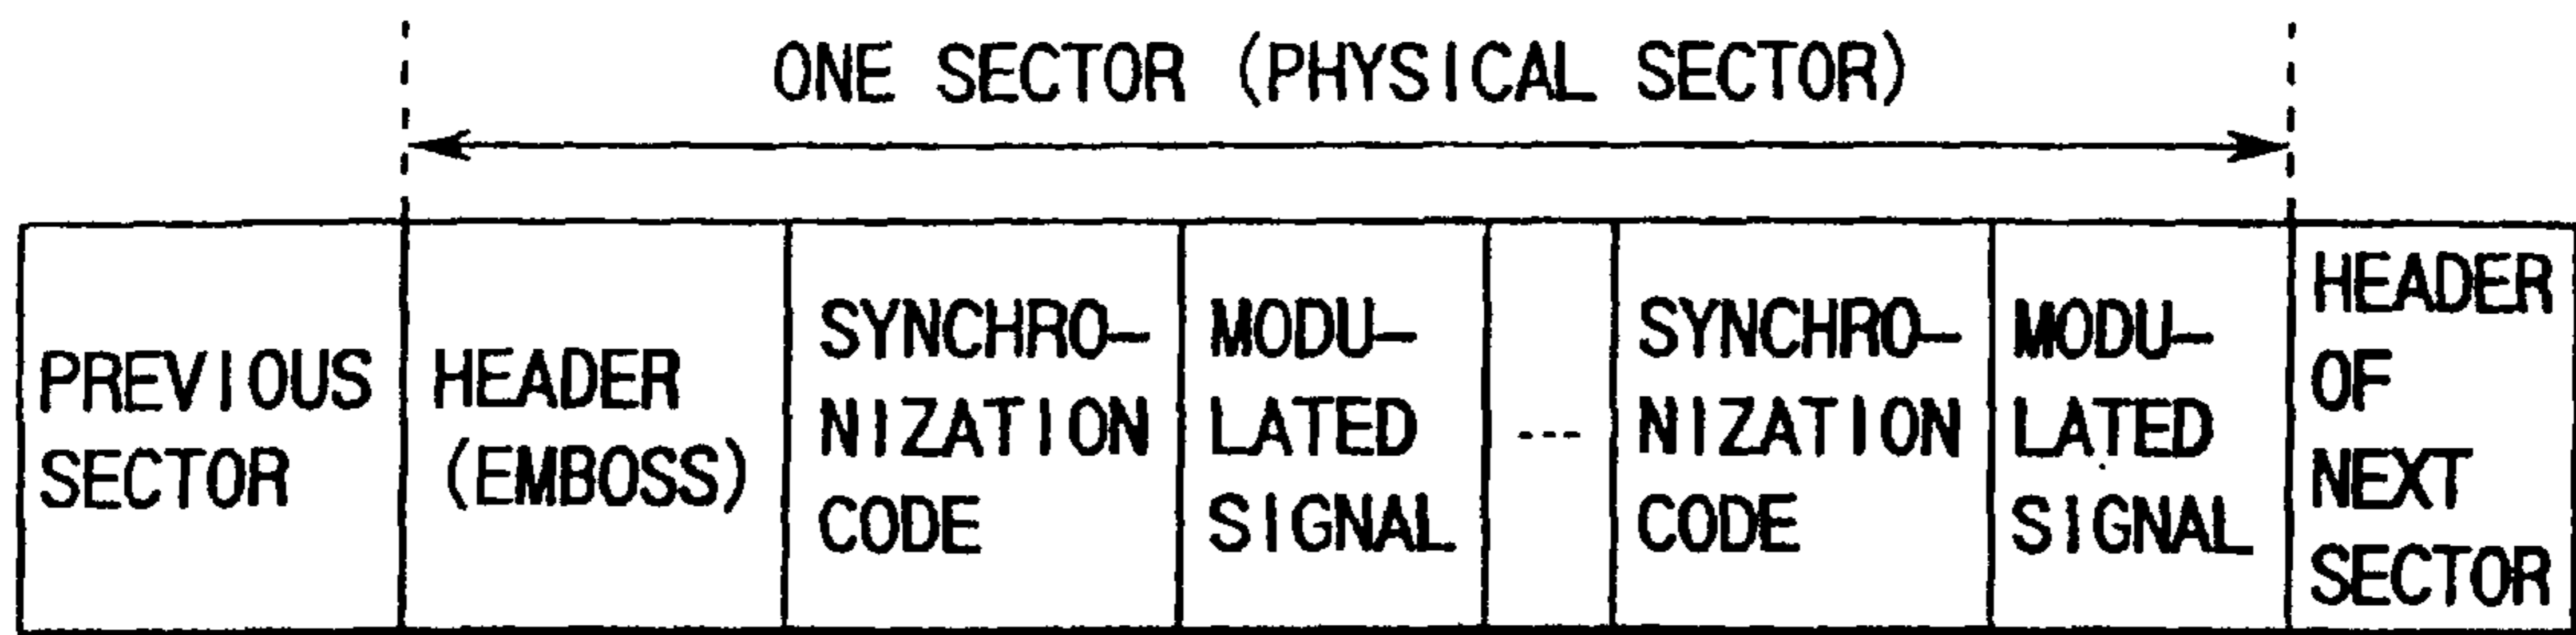 ONE SECTOR (PHYSICAL SECTOR)
PREVIOUS
SECTOR
HEADER
(EMBOSS)
SYNCHRO-
NIZATION
CODE
MODU-
LATED
SIGNAL
---
SYNCHRO-
NIZATION
CODE
MODU-
LATED
SIGNAL
HEADER
OF
NEXT
SECTOR